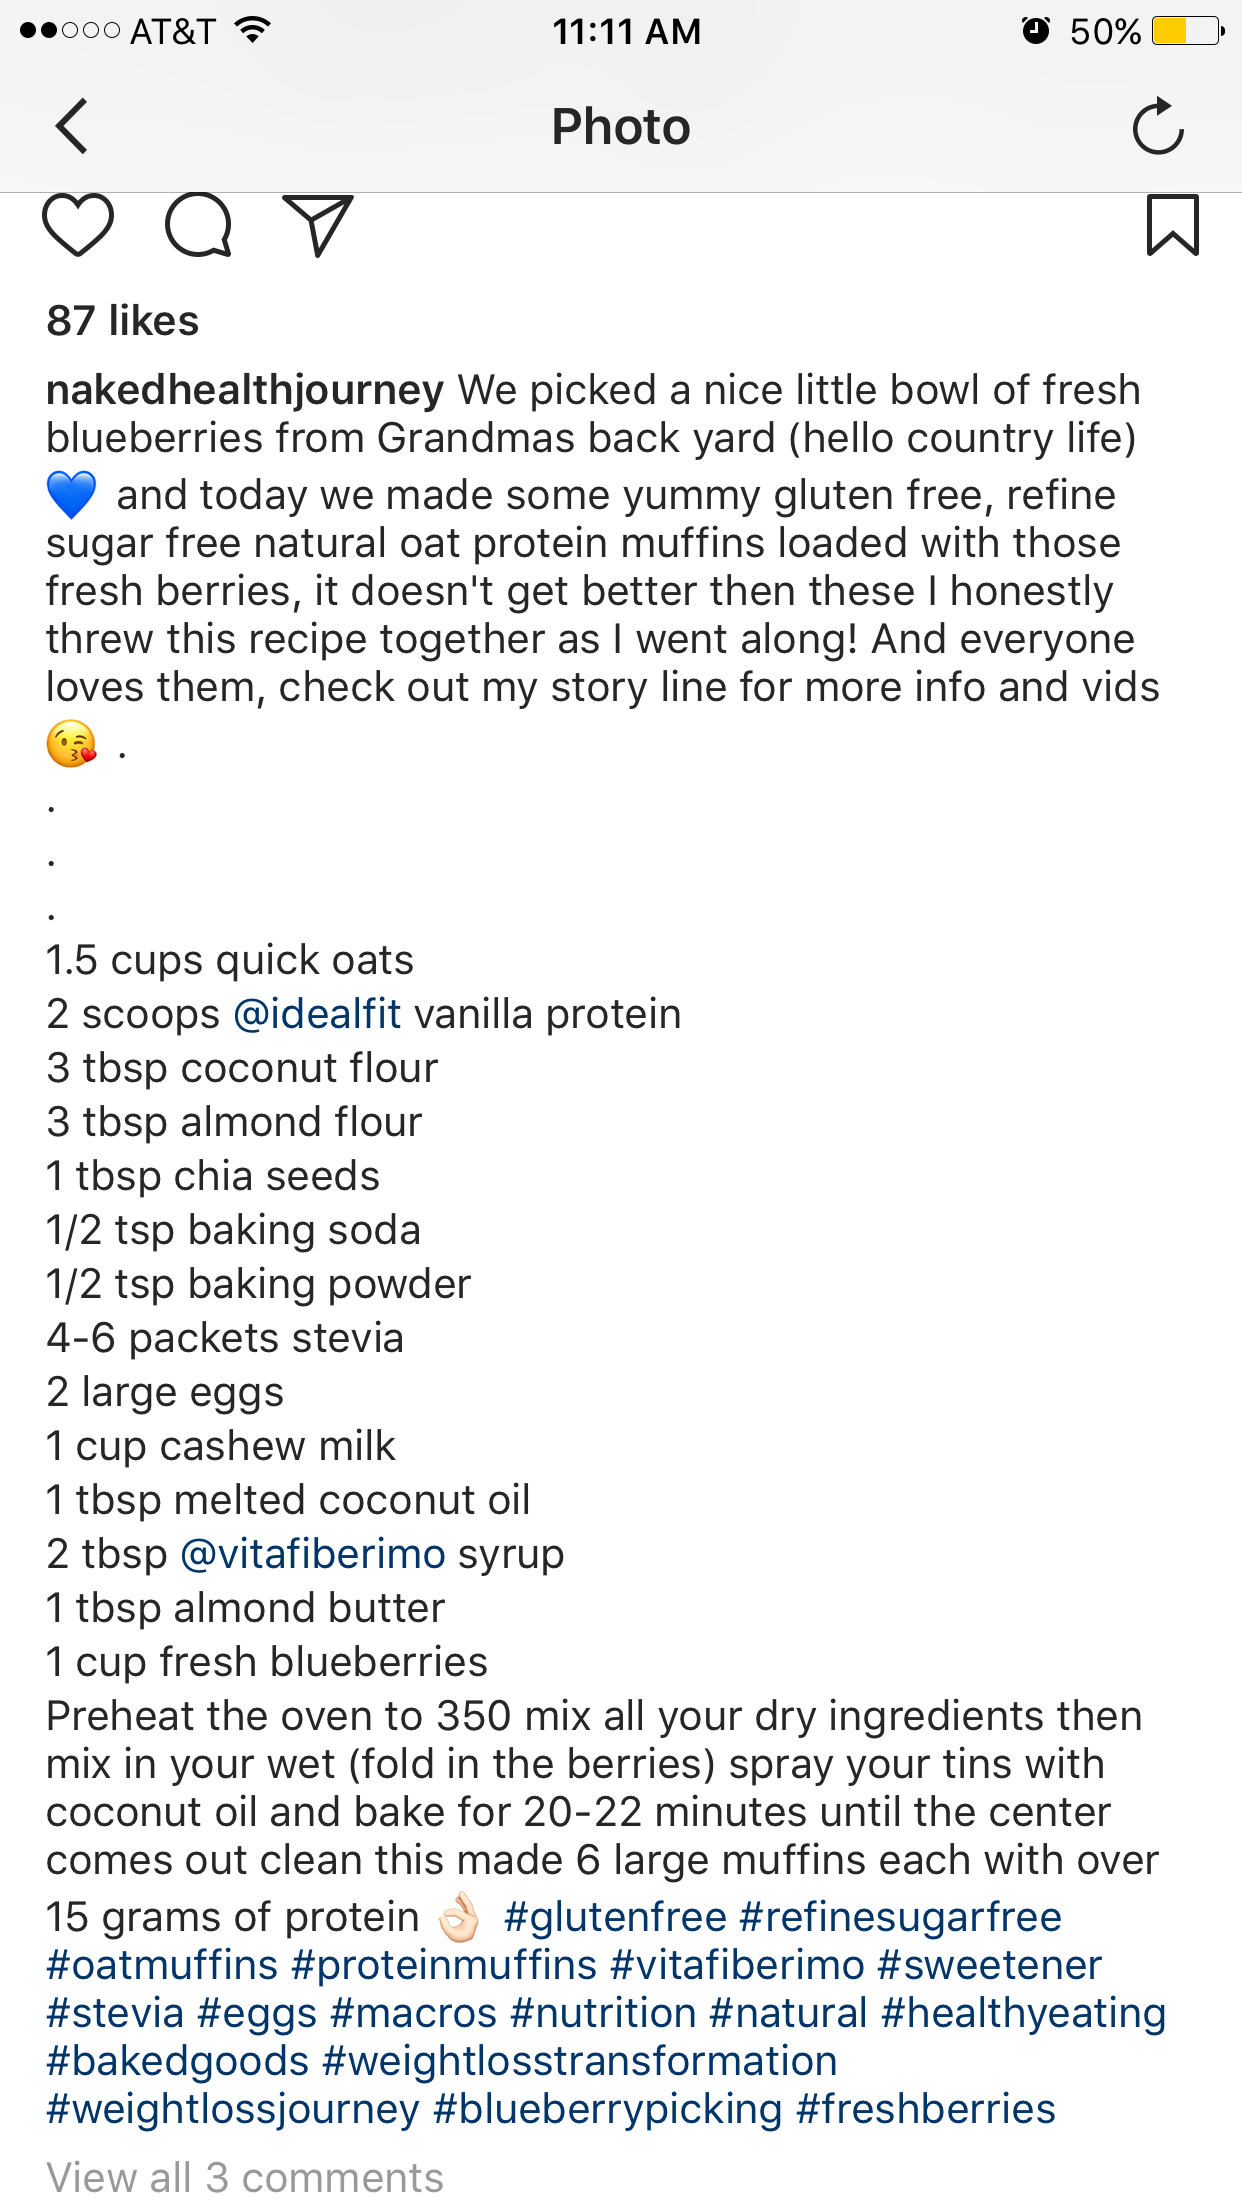 AT&T 11:11 AM 50%
Photo
87 likes
nakedhealthjourney We picked a nice little bowl of fresh
blueberries from Grandmas back yard (hello country life)
💙 and today we made some yummy gluten free, refine
sugar free natural oat protein muffins loaded with those
fresh berries, it doesn't get better then these I honestly
threw this recipe together as I went along! And everyone
loves them, check out my story line for more info and vids
😘 .
.
.
.
1.5 cups quick oats
2 scoops @idealfit vanilla protein
3 tbsp coconut flour
3 tbsp almond flour
1 tbsp chia seeds
1/2 tsp baking soda
1/2 tsp baking powder
4-6 packets stevia
2 large eggs
1 cup cashew milk
1 tbsp melted coconut oil
2 tbsp @vitafiberimo syrup
1 tbsp almond butter
1 cup fresh blueberries
Preheat the oven to 350 mix all your dry ingredients then
mix in your wet (fold in the berries) spray your tins with
coconut oil and bake for 20-22 minutes until the center
comes out clean this made 6 large muffins each with over
15 grams of protein 👌🏻 #glutenfree #refinesugarfree
#oatmuffins #proteinmuffins #vitafiberimo #sweetener
#stevia #eggs #macros #nutrition #natural #healthyeating
#bakedgoods #weightlosstransformation
#weightlossjourney #blueberrypicking #freshberries
View all 3 comments